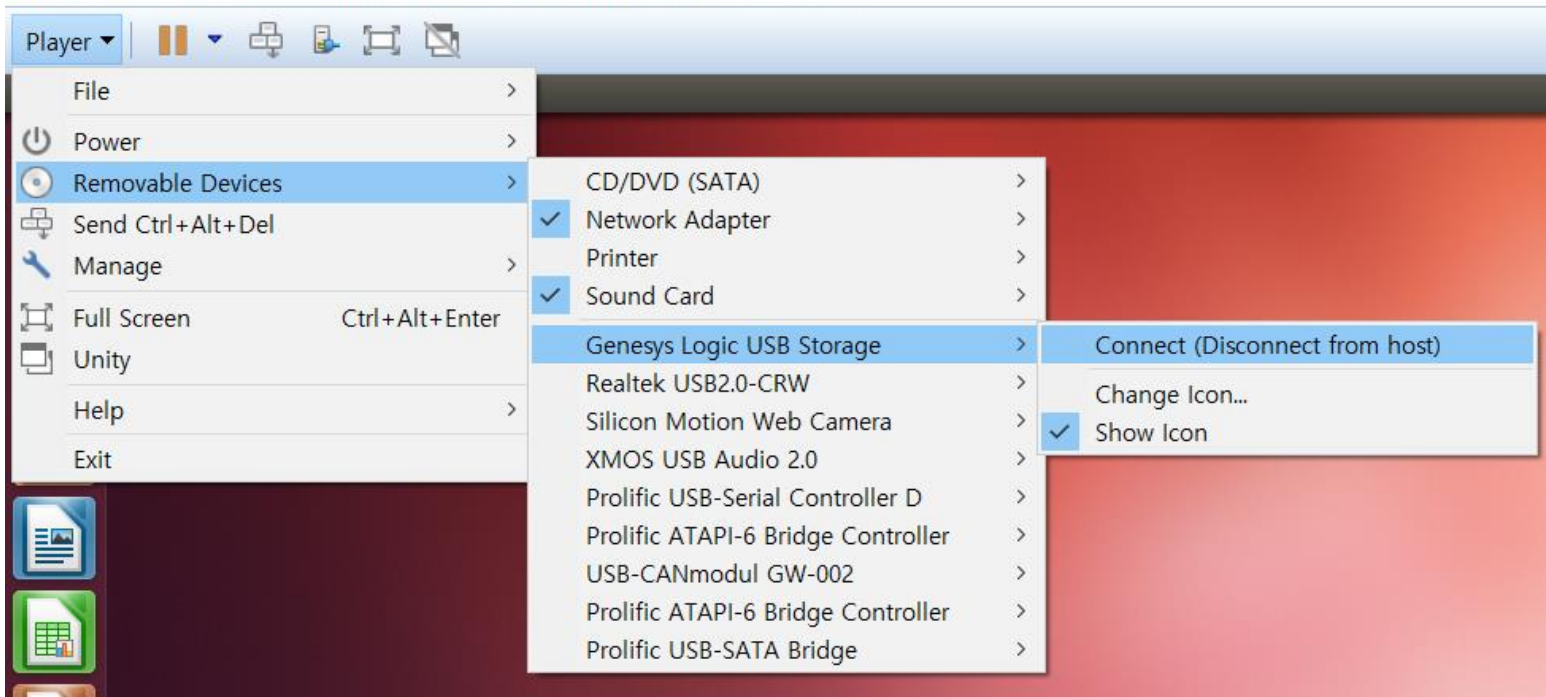 Player
File
Power
Removable Devices
Send Ctrl+Alt+Del
Manage
Full Screen Ctrl+Alt+Enter
Unity
Help
Exit
CD/DVD (SATA)
Network Adapter
Printer
Sound Card
Genesys Logic USB Storage
Realtek USB2.0-CRW
Silicon Motion Web Camera
XMOS USB Audio 2.0
Prolific USB-Serial Controller D
Prolific ATAPI-6 Bridge Controller
USB-CANmodul GW-002
Prolific ATAPI-6 Bridge Controller
Prolific USB-SATA Bridge
Connect (Disconnect from host)
Change Icon...
Show Icon